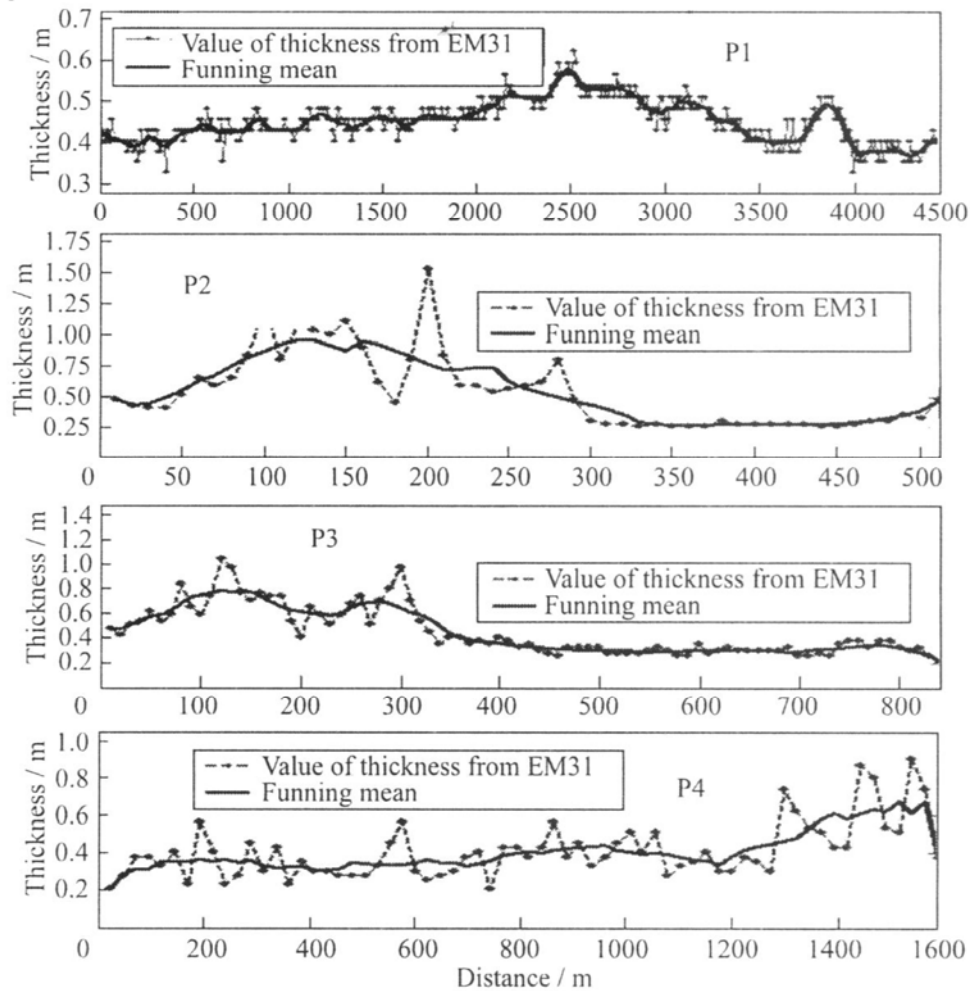 0.7
0.6
0.5
0.4
0.3
Thickness / m
Value of thickness from EM31
Funning mean
P1
0 500 1000 1500 2000 2500 3000 3500 4000 4500
1.75
1.50
1.25
1.00
0.75
0.50
0.25
Thickness / m
P2
Value of thickness from EM31
Funning mean
0 50 100 150 200 250 300 350 400 450 500
1.4
1.2
1.0
0.8
0.6
0.4
0.2
Thickness / m
P3
Value of thickness from EM31
Funning mean
0 100 200 300 400 500 600 700 800
1.0
0.8
0.6
0.4
0.2
Thickness / m
Value of thickness from EM31
Funning mean
P4
0 200 400 600 800 1000 1200 1400 1600
Distance / m